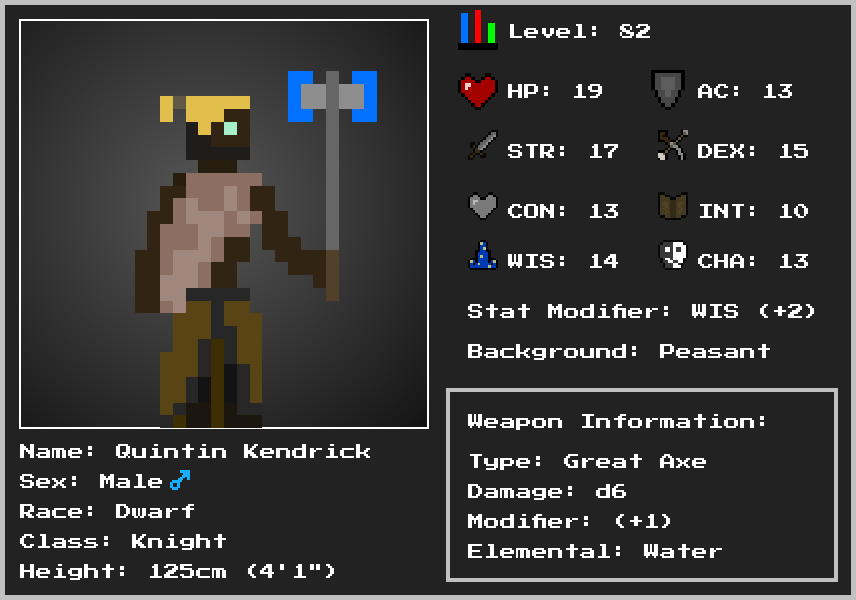 Level: 82
HP: 19
AC: 13
STR: 17
DEX: 15
CON: 13
INT: 10
WIS: 14
CHA: 13
Stat Modifier: WIS (+2)
Background: Peasant
Weapon Information:
Type: Great Axe
Damage: d6
Modifier: (+1)
Elemental: Water
Name: Quintin Kendrick
Sex: Male ♂
Race: Dwarf
Class: Knight
Height: 125cm (4'1")